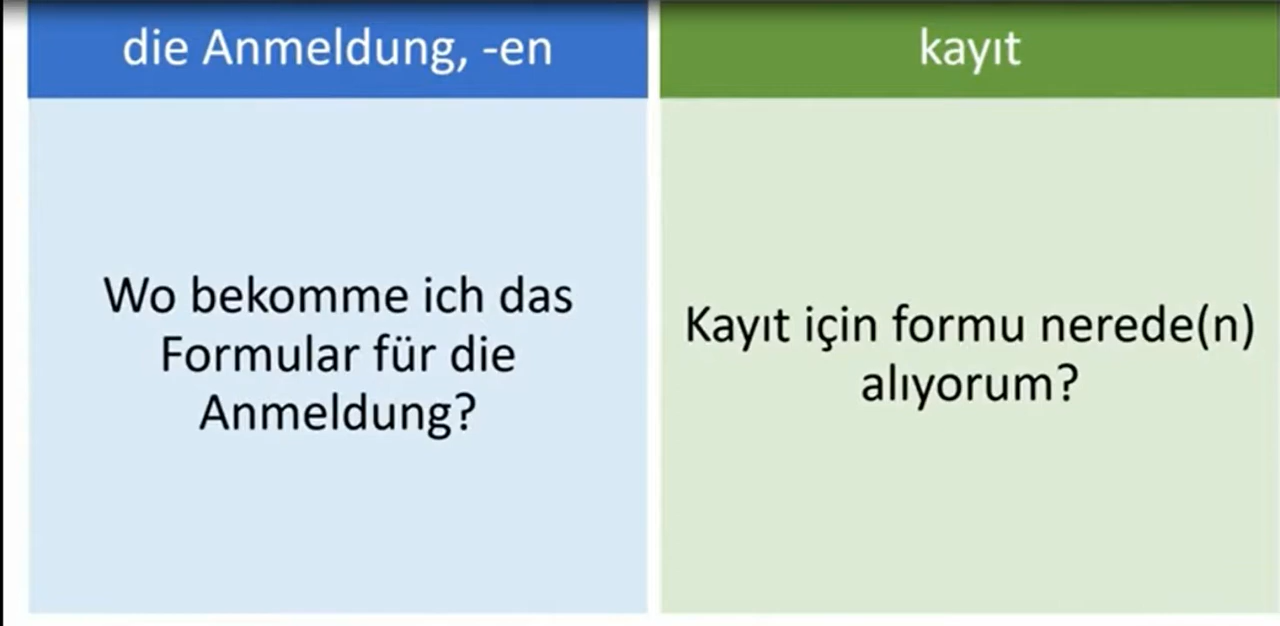 die Anmeldung, -en
kayıt
Wo bekomme ich das
Formular für die
Anmeldung?
Kayıt için formu nerede(n)
alıyorum?